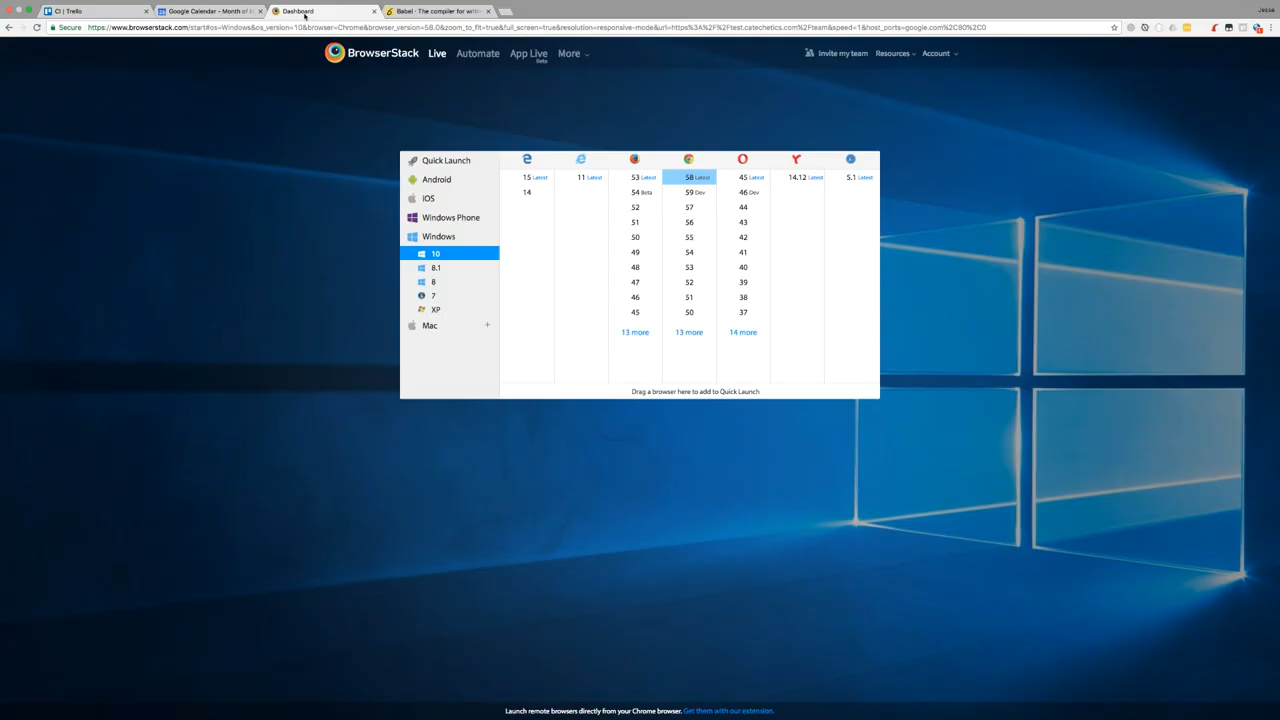 CI | Trello
Google Calendar - Month of M
Dashboard
Babel · The compiler for writin
Jesse
Secure
https://www.browserstack.com/start#os=Windows&os_version=10&browser=Chrome&browser_version=58.0&zoom_to_fit=true&full_screen=true&resolution=responsive-mode&url=https%3A%2F%2Ftest.catechetics.com%2Fteam&speed=1&host_ports=google.com%2C80%2C0
BrowserStack Live Automate App Live More
Beta
Invite my team Resources Account
Quick Launch
Android
iOS
Windows Phone
Windows
10
8.1
8
7
XP
Mac +
15 Latest 11 Latest 53 Latest 58 Latest 45 Latest 14.12 Latest 5.1 Latest
14 54 Beta 59 Dev 46 Dev
52 57 44
51 56 43
50 55 42
49 54 41
48 53 40
47 52 39
46 51 38
45 50 37
13 more 13 more 14 more
Drag a browser here to add to Quick Launch
Launch remote browsers directly from your Chrome browser. Get them with our extension.